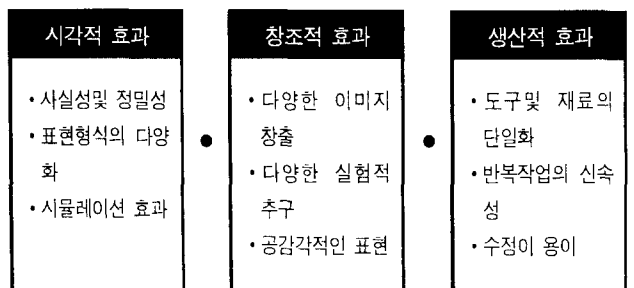 시각적 효과
• 사실성및 정밀성
• 표현형식의 다양
화
• 시뮬레이션 효과
창조적 효과
• 다양한 이미지
창출
• 다양한 실험적
추구
• 공감각적인 표현
생산적 효과
• 도구및 재료의
단일화
• 반복작업의 신속
성
• 수정이 용이